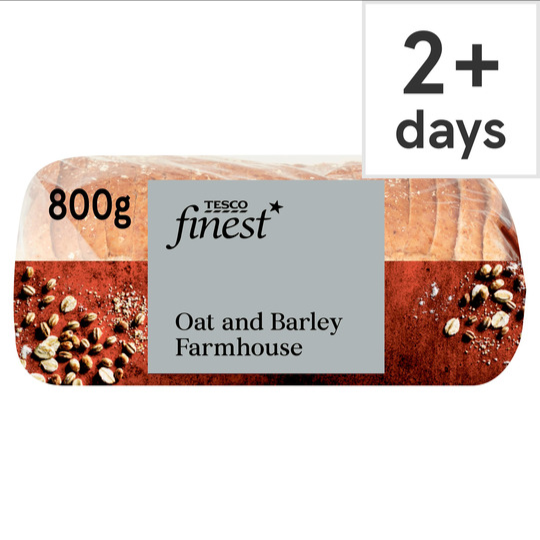 2+
days
800g
TESCO
finest*
Oat and Barley
Farmhouse